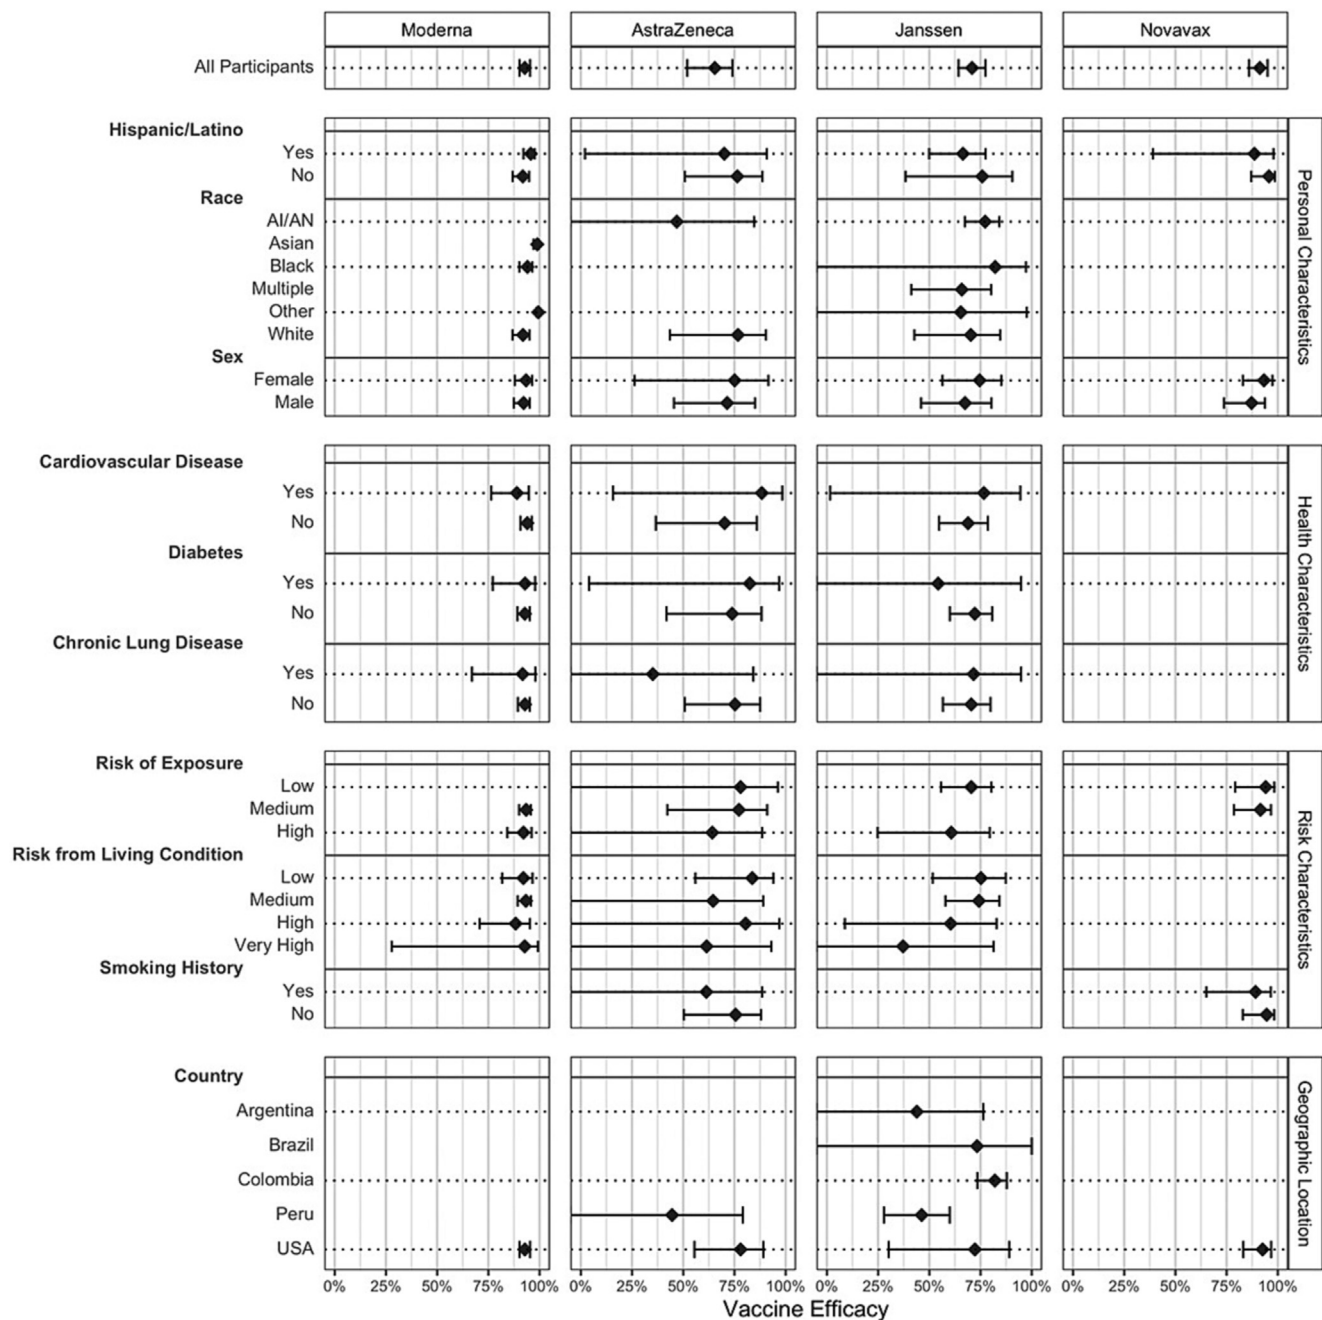 Moderna AstraZeneca Janssen Novavax
All Participants
Hispanic/Latino
Yes
No
Race
AI/AN
Asian
Black
Multiple
Other
White
Sex
Female
Male
Personal Characteristics
Cardiovascular Disease
Yes
No
Diabetes
Yes
No
Chronic Lung Disease
Yes
No
Health Characteristics
Risk of Exposure
Low
Medium
High
Risk from Living Condition
Low
Medium
High
Very High
Smoking History
Yes
No
Risk Characteristics
Country
Argentina
Brazil
Colombia
Peru
USA
Geographic Location
0% 25% 50% 75% 100% 0% 25% 50% 75% 100% 0% 25% 50% 75% 100% 0% 25% 50% 75% 100%
Vaccine Efficacy